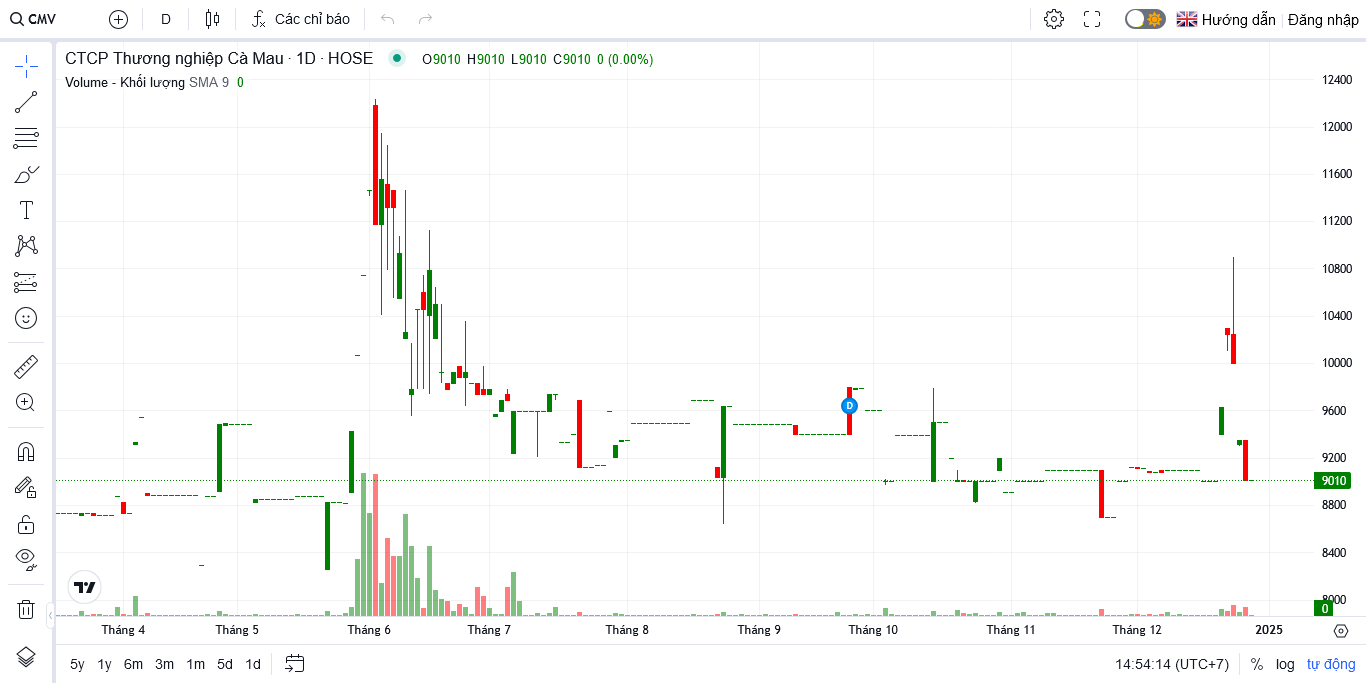 CMV D Các chỉ báo Hướng dẫn Đăng nhập
CTCP Thương nghiệp Cà Mau · 1D · HOSE O9010 H9010 L9010 C9010 0 (0.00%)
Volume - Khối lượng SMA 9 0
12400
12000
11600
11200
10800
10400
10000
9600
D
9200
9010
8800
8400
8000
0
Tháng 4 Tháng 5 Tháng 6 Tháng 7 Tháng 8 Tháng 9 Tháng 10 Tháng 11 Tháng 12 2025
5y 1y 6m 3m 1m 5d 1d 14:54:14 (UTC+7) % log tự động